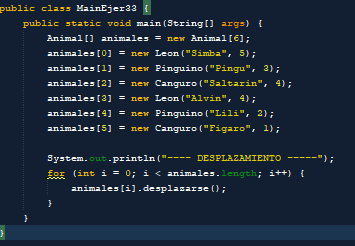 public class MainEjer33 {
    public static void main(String[] args) {
        Animal[] animales = new Animal[6];
        animales[0] = new Leon("Simba", 5);
        animales[1] = new Pinguino("Pingu", 3);
        animales[2] = new Canguro("Saltarin", 4);
        animales[3] = new Leon("Alvin", 4);
        animales[4] = new Pinguino("Lili", 2);
        animales[5] = new Canguro("Figaro", 1);

        System.out.println("---- DESPLAZAMIENTO -----");
        for (int i = 0; i < animales.length; i++) {
            animales[i].desplazarse();
        }
    }
}